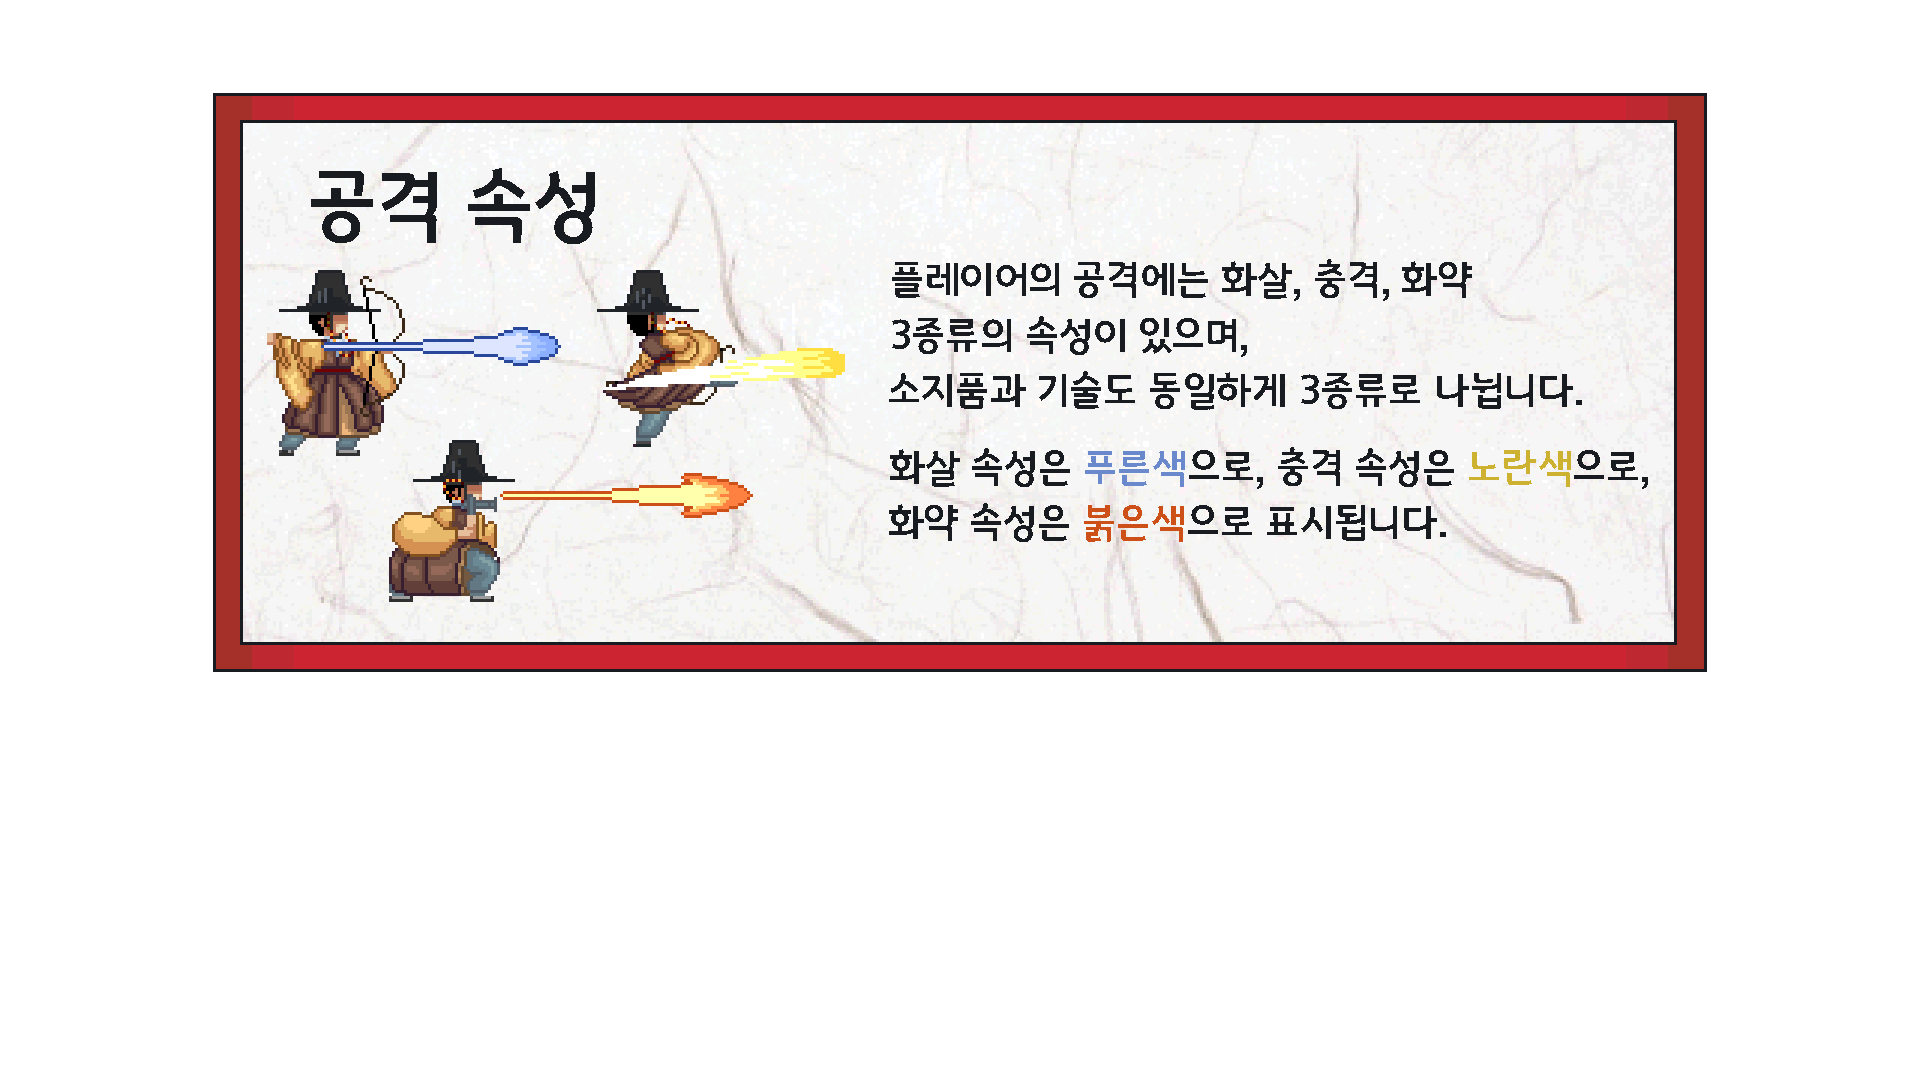 공격 속성
플레이어의 공격에는 화살, 충격, 화약
3종류의 속성이 있으며,
소지품과 기술도 동일하게 3종류로 나뉩니다.
화살 속성은 푸른색으로, 충격 속성은 노란색으로,
화약 속성은 붉은색으로 표시됩니다.